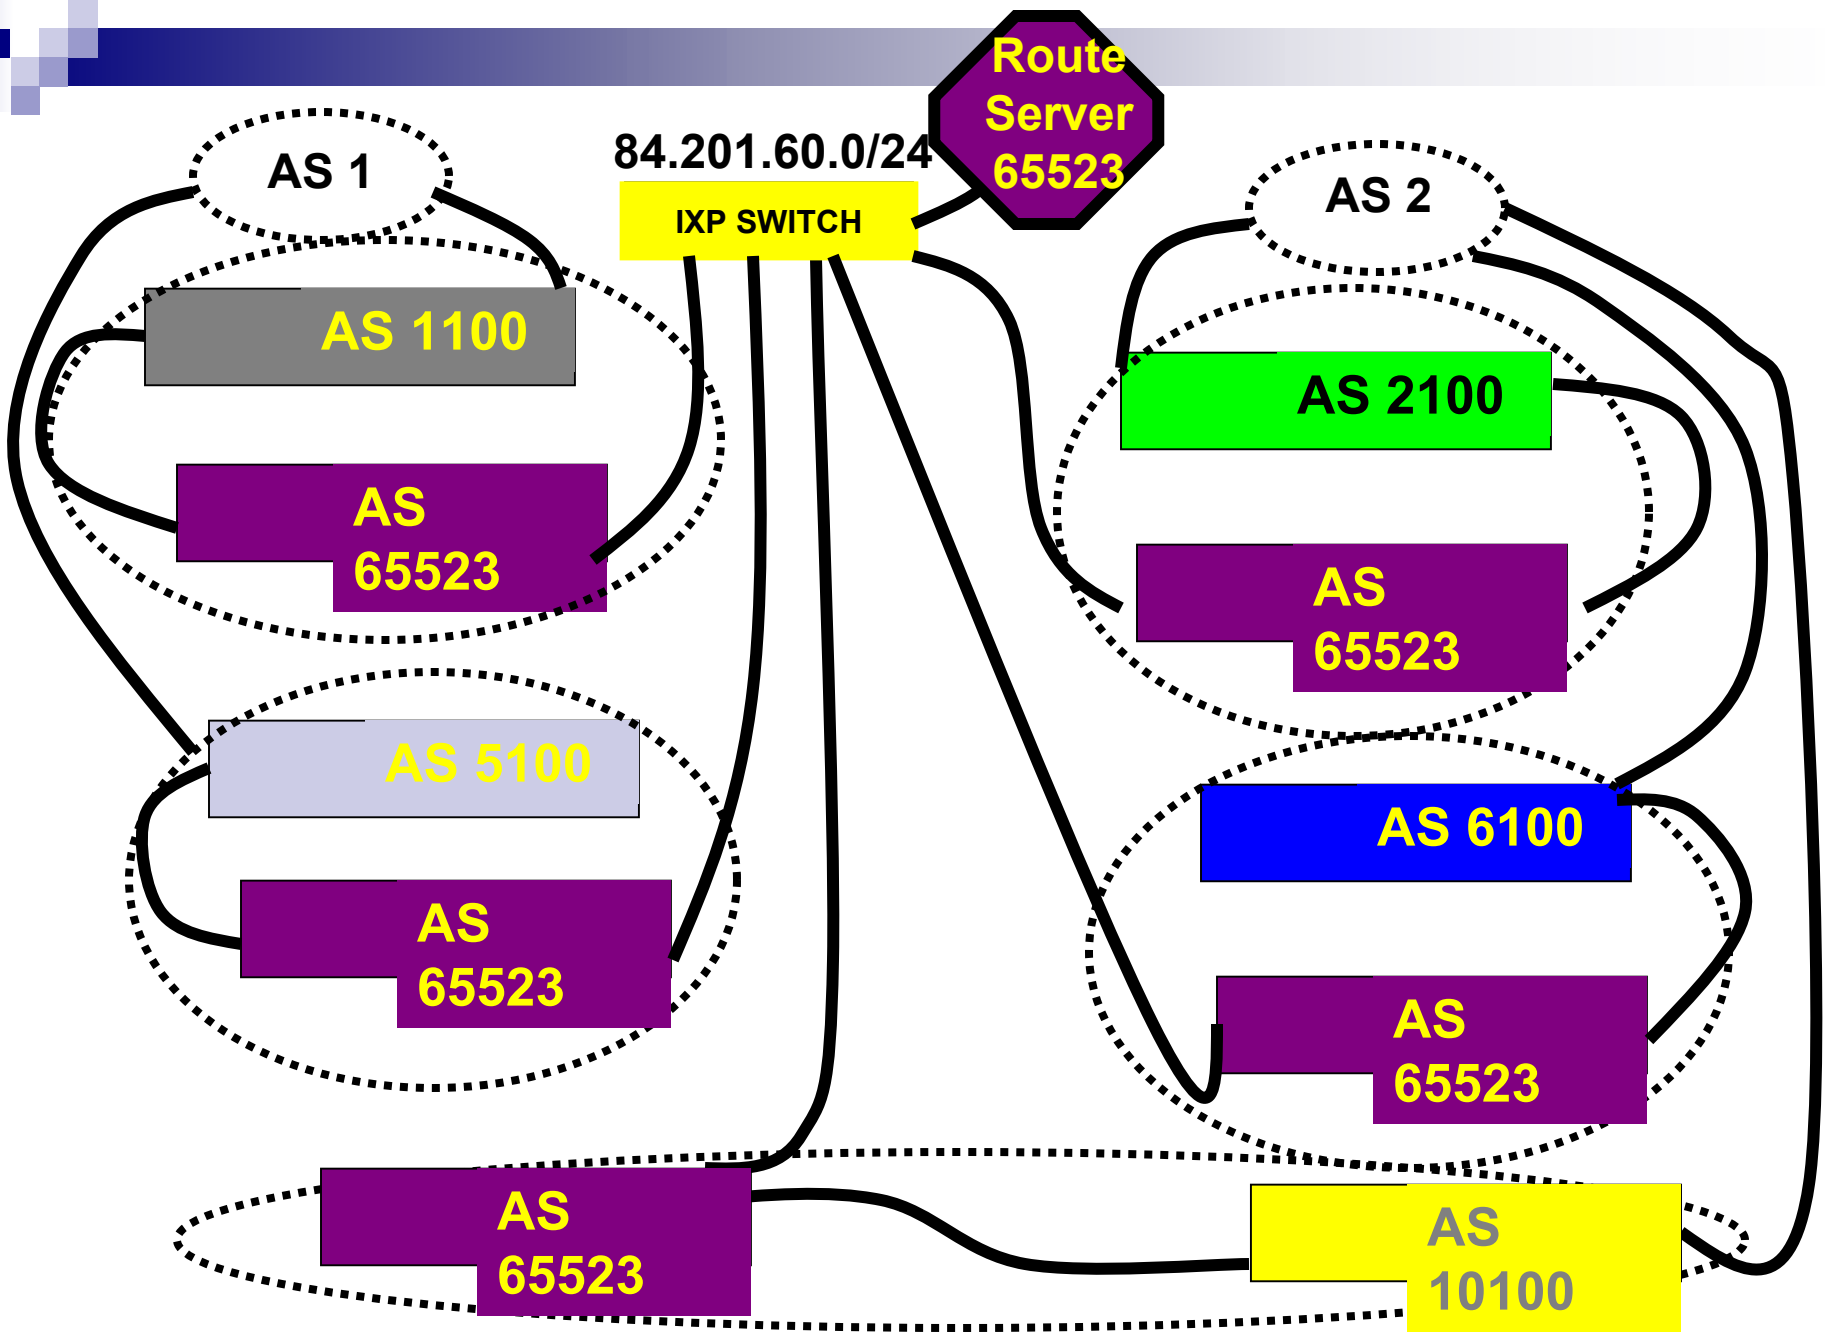 Route
Server
65523
84.201.60.0/24
IXP SWITCH
AS 1
AS 2
AS 1100
AS 2100
AS
65523
AS
65523
AS 5100
AS 6100
AS
65523
AS
65523
AS
65523
AS
10100